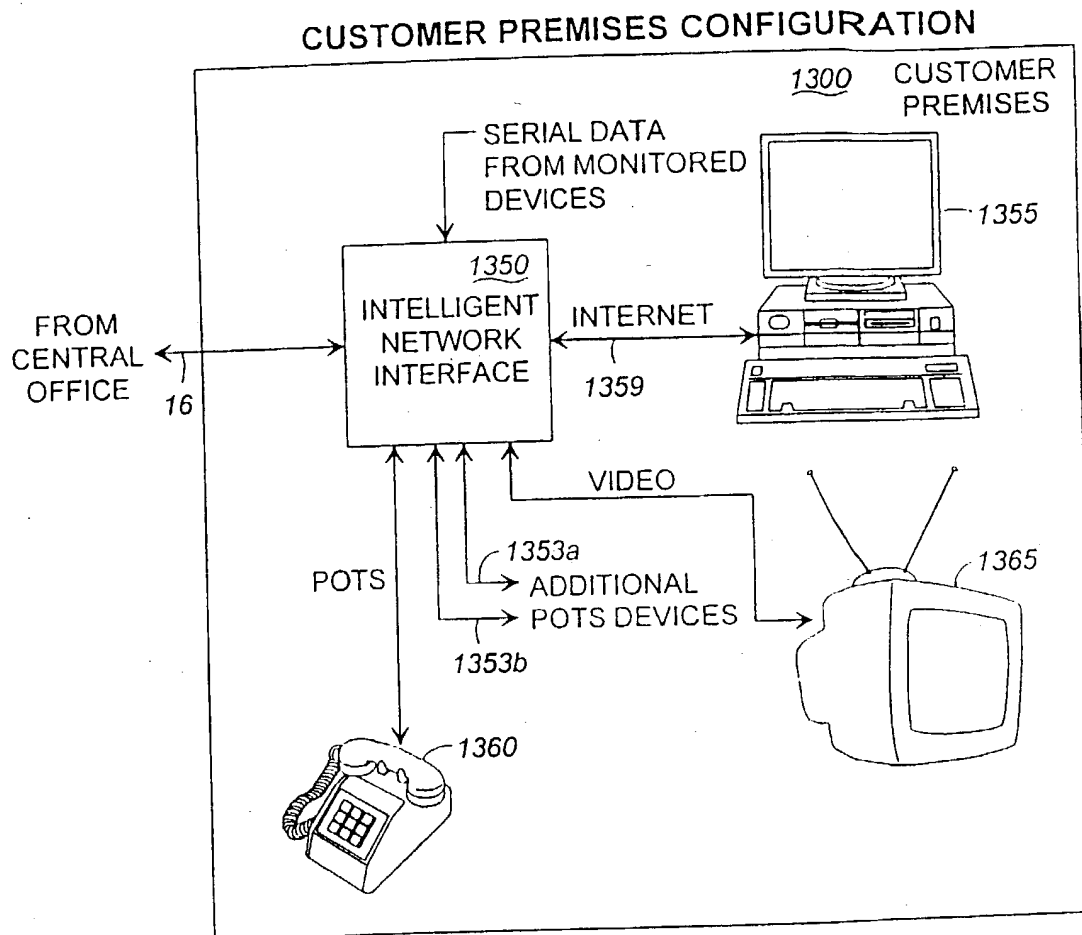 CUSTOMER PREMISES CONFIGURATION
1300
CUSTOMER
PREMISES
SERIAL DATA
FROM MONITORED
DEVICES
1355
1350
INTELLIGENT
NETWORK
INTERFACE
INTERNET
1359
FROM
CENTRAL
OFFICE
16
VIDEO
POTS
1353a
ADDITIONAL
POTS DEVICES
1353b
1365
1360